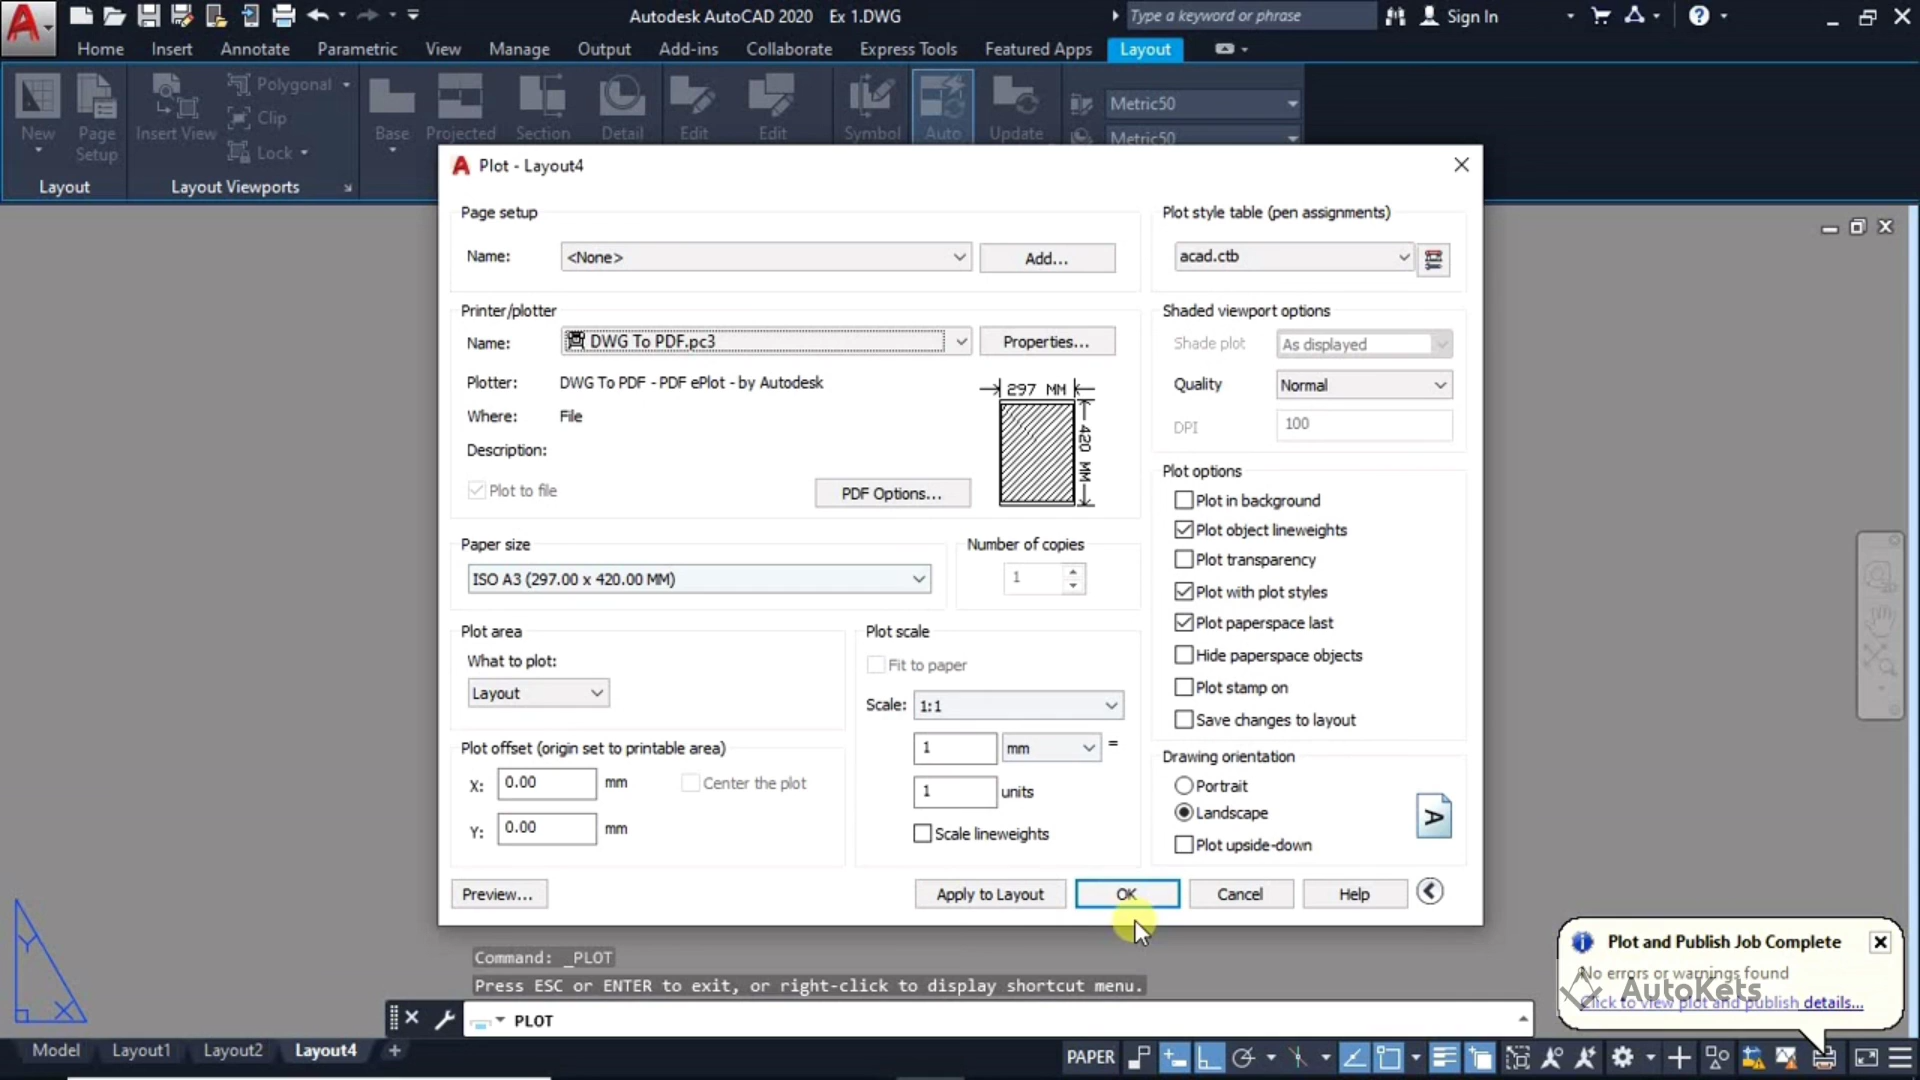 Autodesk AutoCAD 2020 Ex 1.DWG
Type a keyword or phrase
Sign In
Home Insert Annotate Parametric View Manage Output Add-ins Collaborate Express Tools Featured Apps Layout
New
Page Setup
Insert View
Polygonal
Clip
Lock
Base
Projected
Section
Detail
Edit
Edit
Symbol
Auto
Update
Metric50
Metric50
Layout
Layout Viewports
Plot - Layout4
Page setup
Name: <None> Add...
Printer/plotter
Name: DWG To PDF.pc3 Properties...
Plotter: DWG To PDF - PDF ePlot - by Autodesk
Where: File
Description:
Plot to file
PDF Options...
297 MM
420 MM
Paper size
ISO A3 (297.00 x 420.00 MM)
Number of copies
1
Plot area
What to plot:
Layout
Plot offset (origin set to printable area)
X: 0.00 mm Center the plot
Y: 0.00 mm
Plot scale
Fit to paper
Scale: 1:1
1 mm =
1 units
Scale lineweights
Plot style table (pen assignments)
acad.ctb
Shaded viewport options
Shade plot As displayed
Quality Normal
DPI 100
Plot options
Plot in background
Plot object lineweights
Plot transparency
Plot with plot styles
Plot paperspace last
Hide paperspace objects
Plot stamp on
Save changes to layout
Drawing orientation
Portrait
Landscape
Plot upside-down
A
Preview... Apply to Layout OK Cancel Help
Y
X
Command: _PLOT
Press ESC or ENTER to exit, or right-click to display shortcut menu.
PLOT
Plot and Publish Job Complete
No errors or warnings found
Click to view plot and publish details...
AutoKets
Model Layout1 Layout2 Layout4 +
PAPER